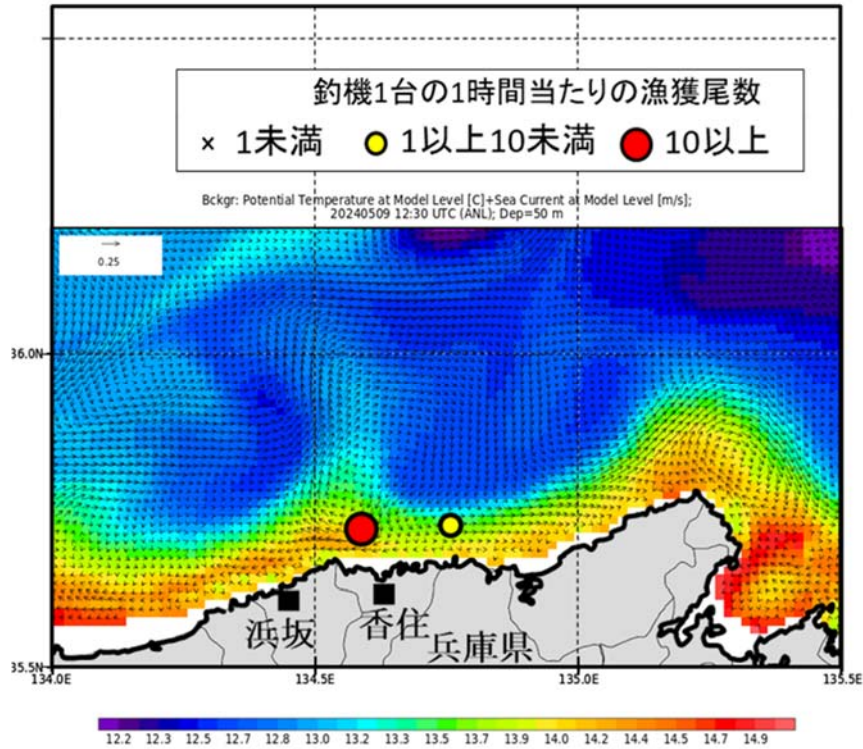 釣機1台の1時間当たりの漁獲尾数
× 1未満 1以上10未満 10以上
Bckgr: Potential Temperature at Model Level [C]+Sea Current at Model Level [m/s];
20240509 12:30 UTC (ANL); Dep=50 m
0.25
36.0N
浜坂
香住
兵庫県
35.5N
134.0E 134.5E 135.0E 135.5E
12.2 12.3 12.5 12.7 12.8 13.0 13.2 13.3 13.5 13.7 13.9 14.0 14.2 14.4 14.5 14.7 14.9